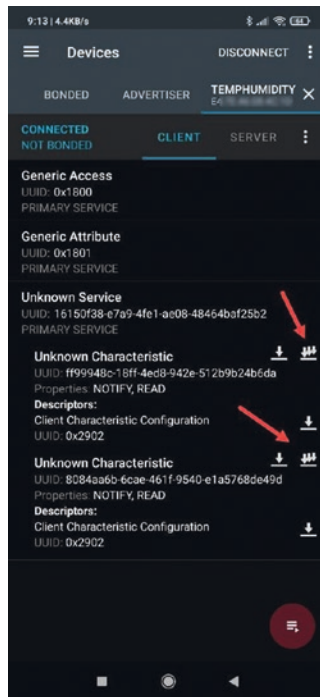 9:13 | 4.4KB/s
64
Devices
DISCONNECT
BONDED
ADVERTISER
TEMPHUMIDITY
CONNECTED
NOT BONDED
CLIENT
SERVER
Generic Access
UUID: 0x1800
PRIMARY SERVICE
Generic Attribute
UUID: 0x1801
PRIMARY SERVICE
Unknown Service
UUID: 16150f38-e7a9-4fe1-ae08-48464baf25b2
PRIMARY SERVICE
Unknown Characteristic
UUID: ff99948c-18ff-4ed8-942e-512b9b24b6da
Properties: NOTIFY, READ
Descriptors:
Client Characteristic Configuration
UUID: 0x2902
Unknown Characteristic
UUID: 8084aa6b-6cae-461f-9540-e1a5768de49d
Properties: NOTIFY, READ
Descriptors:
Client Characteristic Configuration
UUID: 0x2902